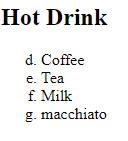 Hot Drink
d. Coffee
e. Tea
f. Milk
g. macchiato